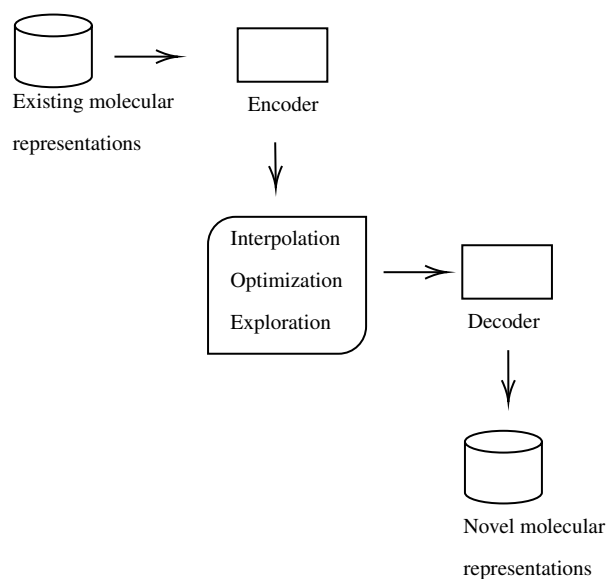 Existing molecular
representations
Encoder
Interpolation
Optimization
Exploration
Decoder
Novel molecular
representations